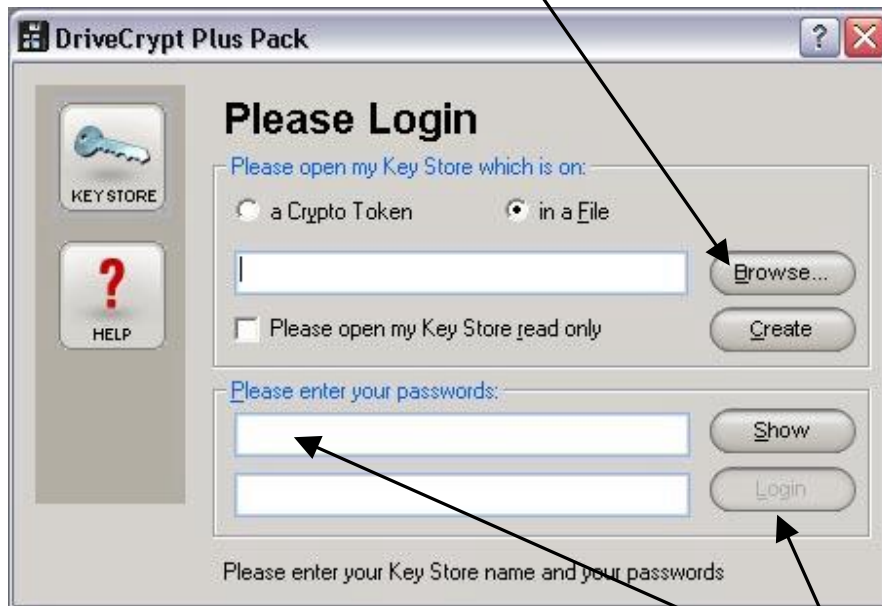 DriveCrypt Plus Pack
?
Please Login
Please open my Key Store which is on:
KEYSTORE
a Crypto Token in a File
Browse...
HELP
Please open my Key Store read only Create
Please enter your passwords:
Show
Login
Please enter your Key Store name and your passwords